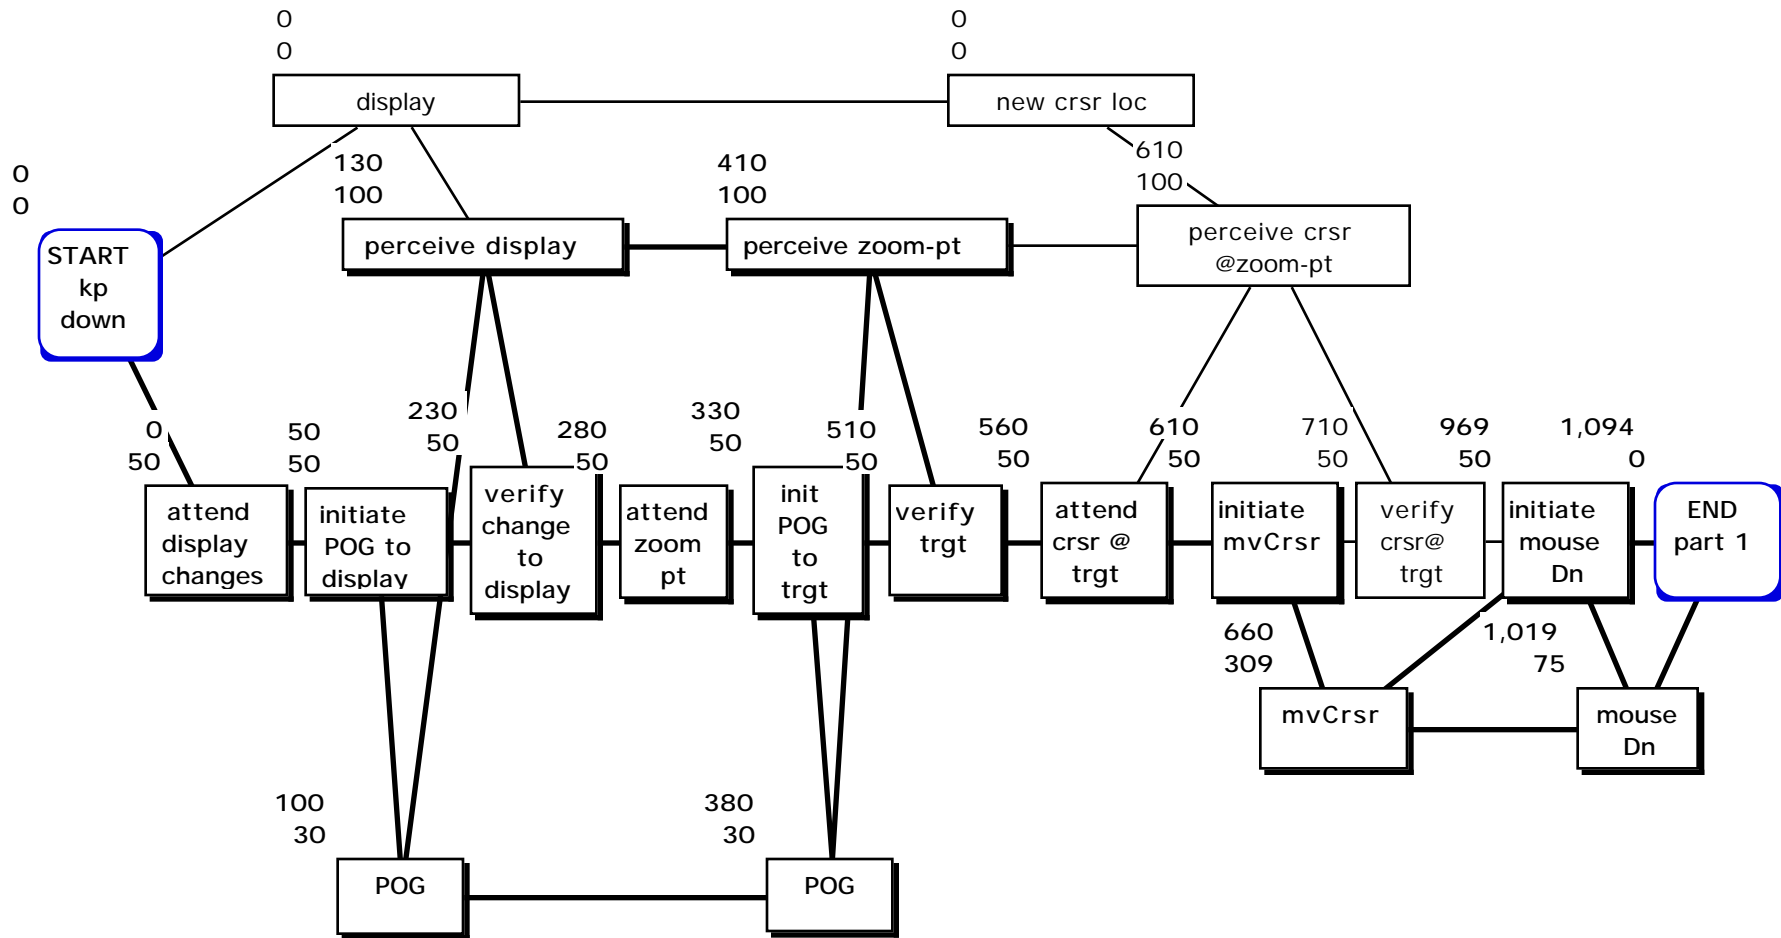 0
0
0
0
display
new crsr loc
0
0
130
100
410
100
610
100
START
kp
down
perceive display
perceive zoom-pt
perceive crsr
@zoom-pt
0
50
50
50
230
50
280
50
330
50
510
50
560
50
610
50
710
50
969
50
1,094
0
attend
display
changes
initiate
POG to
display
verify
change
to
display
attend
zoom
pt
init
POG
to
trgt
verify
trgt
attend
crsr @
trgt
initiate
mvCrsr
verify
crsr@
trgt
initiate
mouse
Dn
END
part 1
660
309
1,019
75
mvCrsr
mouse
Dn
100
30
380
30
POG
POG